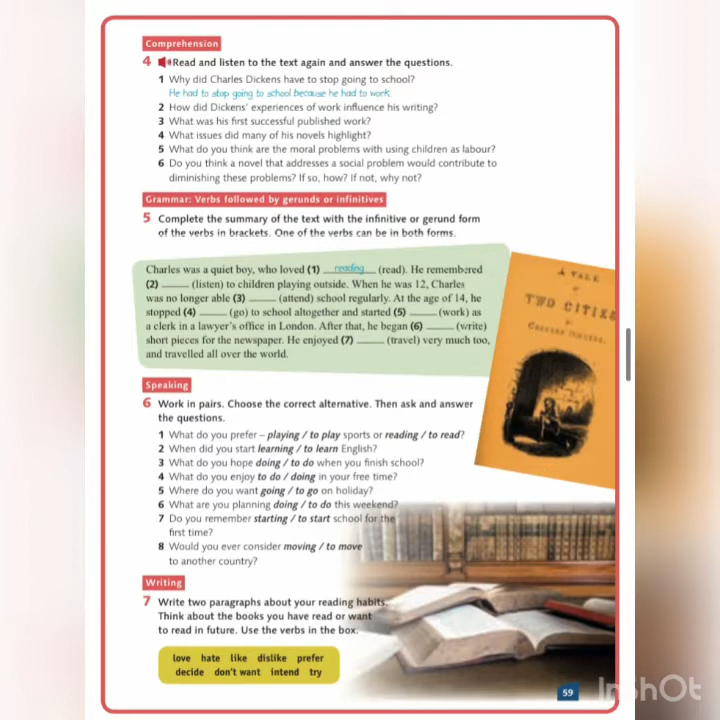 Comprehension
4 Read and listen to the text again and answer the questions.
1 Why did Charles Dickens have to stop going to school?
He had to stop going to school because he had to work
2 How did Dickens' experiences of work influence his writing?
3 What was his first successful published work?
4 What issues did many of his novels highlight?
5 What do you think are the moral problems with using children as labour?
6 Do you think a novel that addresses a social problem would contribute to
diminishing these problems? If so, how? If not, why not?
Grammar: Verbs followed by gerunds or infinitives
5 Complete the summary of the text with the infinitive or gerund form
of the verbs in brackets. One of the verbs can be in both forms.
Charles was a quiet boy, who loved (1) reading (read). He remembered
(2) ____ (listen) to children playing outside. When he was 12, Charles
was no longer able (3) ____ (attend) school regularly. At the age of 14, he
stopped (4) ____ (go) to school altogether and started (5) ____ (work) as
a clerk in a lawyer's office in London. After that, he began (6) ____ (write)
short pieces for the newspaper. He enjoyed (7) ____ (travel) very much too,
and travelled all over the world.
A TALE
OF
TWO CITIES
BY
CHARLES DICKENS.
Speaking
6 Work in pairs. Choose the correct alternative. Then ask and answer
the questions.
1 What do you prefer – playing / to play sports or reading / to read?
2 When did you start learning / to learn English?
3 What do you hope doing / to do when you finish school?
4 What do you enjoy to do / doing in your free time?
5 Where do you want going / to go on holiday?
6 What are you planning doing / to do this weekend?
7 Do you remember starting / to start school for the
first time?
8 Would you ever consider moving / to move
to another country?
Writing
7 Write two paragraphs about your reading habits.
Think about the books you have read or want
to read in future. Use the verbs in the box.
love hate like dislike prefer
decide don't want intend try
59
InShOt